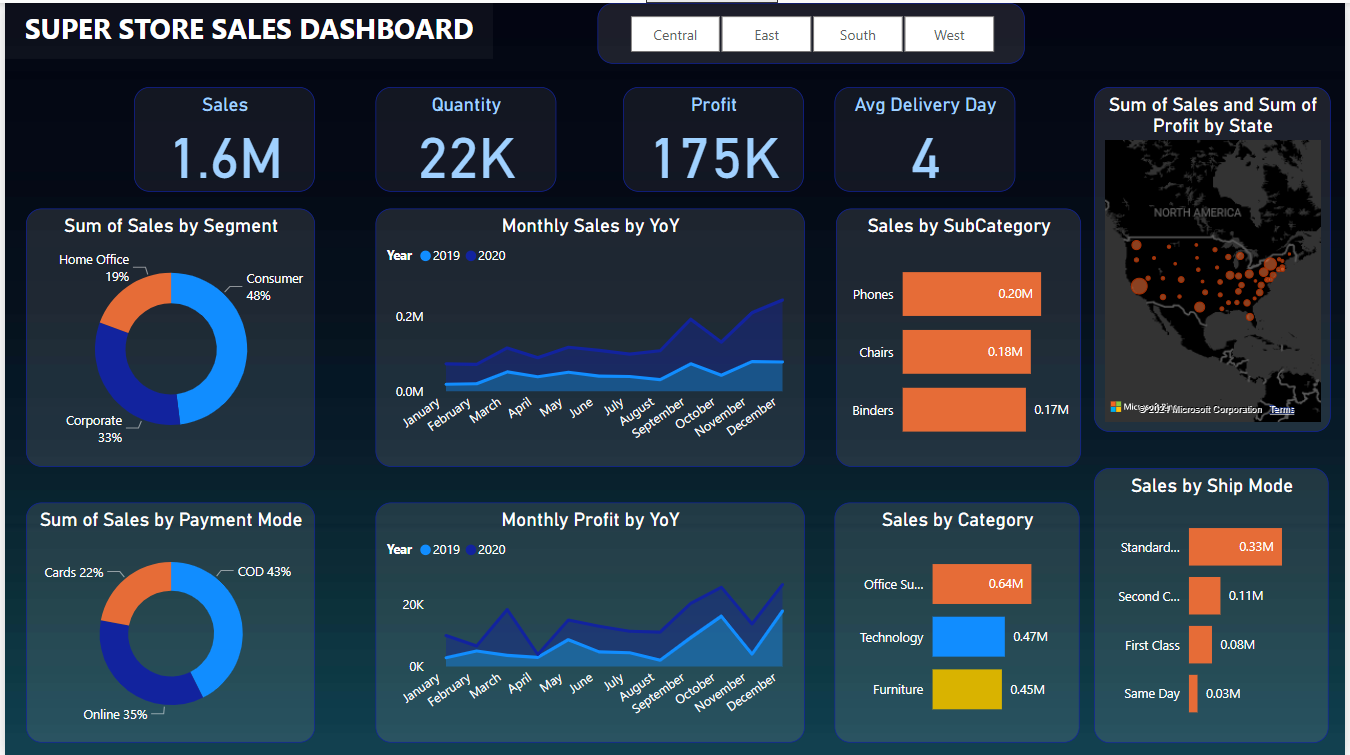 SUPER STORE SALES DASHBOARD
Central
East
South
West
Sales
1.6M
Quantity
22K
Profit
175K
Avg Delivery Day
4
Sum of Sales and Sum of
Profit by State
NORTH AMERICA
© 2024 Microsoft Corporation
Terms
Sum of Sales by Segment
Home Office
19%
Consumer
48%
Corporate
33%
Monthly Sales by YoY
Year 2019 2020
0.2M
0.0M
January
February
March
April
May
June
July
August
September
October
November
December
Sales by SubCategory
Phones 0.20M
Chairs 0.18M
Binders 0.17M
Sum of Sales by Payment Mode
Cards 22%
COD 43%
Online 35%
Monthly Profit by YoY
Year 2019 2020
20K
0K
January
February
March
April
May
June
July
August
September
October
November
December
Sales by Category
Office Su... 0.64M
Technology 0.47M
Furniture 0.45M
Sales by Ship Mode
Standard... 0.33M
Second C... 0.11M
First Class 0.08M
Same Day 0.03M